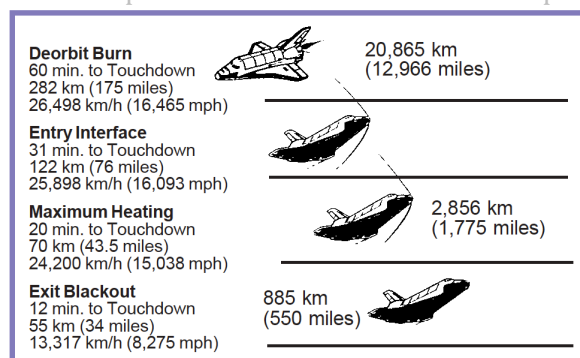 Deorbit Burn
60 min. to Touchdown
282 km (175 miles)
26,498 km/h (16,465 mph)
20,865 km
(12,966 miles)
Entry Interface
31 min. to Touchdown
122 km (76 miles)
25,898 km/h (16,093 mph)
Maximum Heating
20 min. to Touchdown
70 km (43.5 miles)
24,200 km/h (15,038 mph)
2,856 km
(1,775 miles)
Exit Blackout
12 min. to Touchdown
55 km (34 miles)
13,317 km/h (8,275 mph)
885 km
(550 miles)